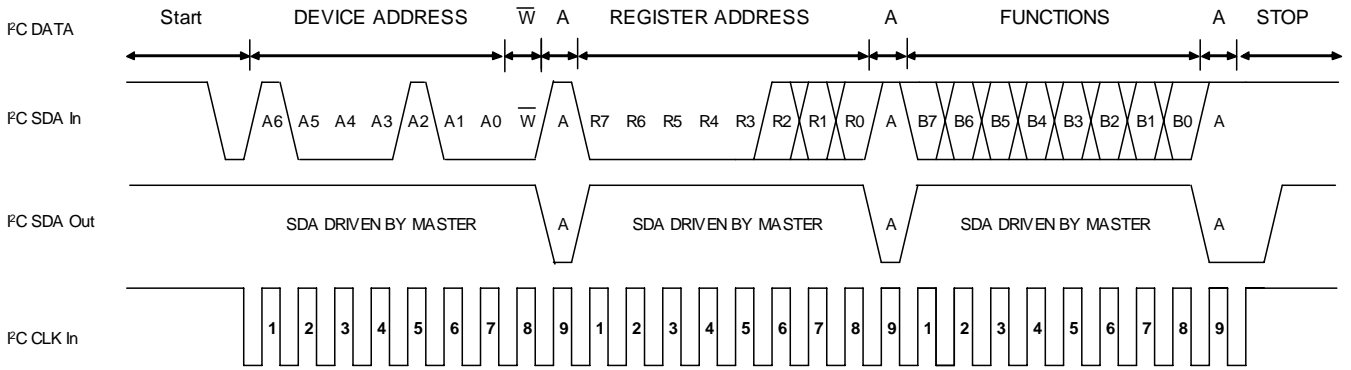 I²C DATA Start DEVICE ADDRESS W̅ A REGISTER ADDRESS A FUNCTIONS A STOP
I²C SDA In A6 A5 A4 A3 A2 A1 A0 W̅ A R7 R6 R5 R4 R3 R2 R1 R0 A B7 B6 B5 B4 B3 B2 B1 B0 A
I²C SDA Out SDA DRIVEN BY MASTER A SDA DRIVEN BY MASTER A SDA DRIVEN BY MASTER A
I²C CLK In 1 2 3 4 5 6 7 8 9 1 2 3 4 5 6 7 8 9 1 2 3 4 5 6 7 8 9